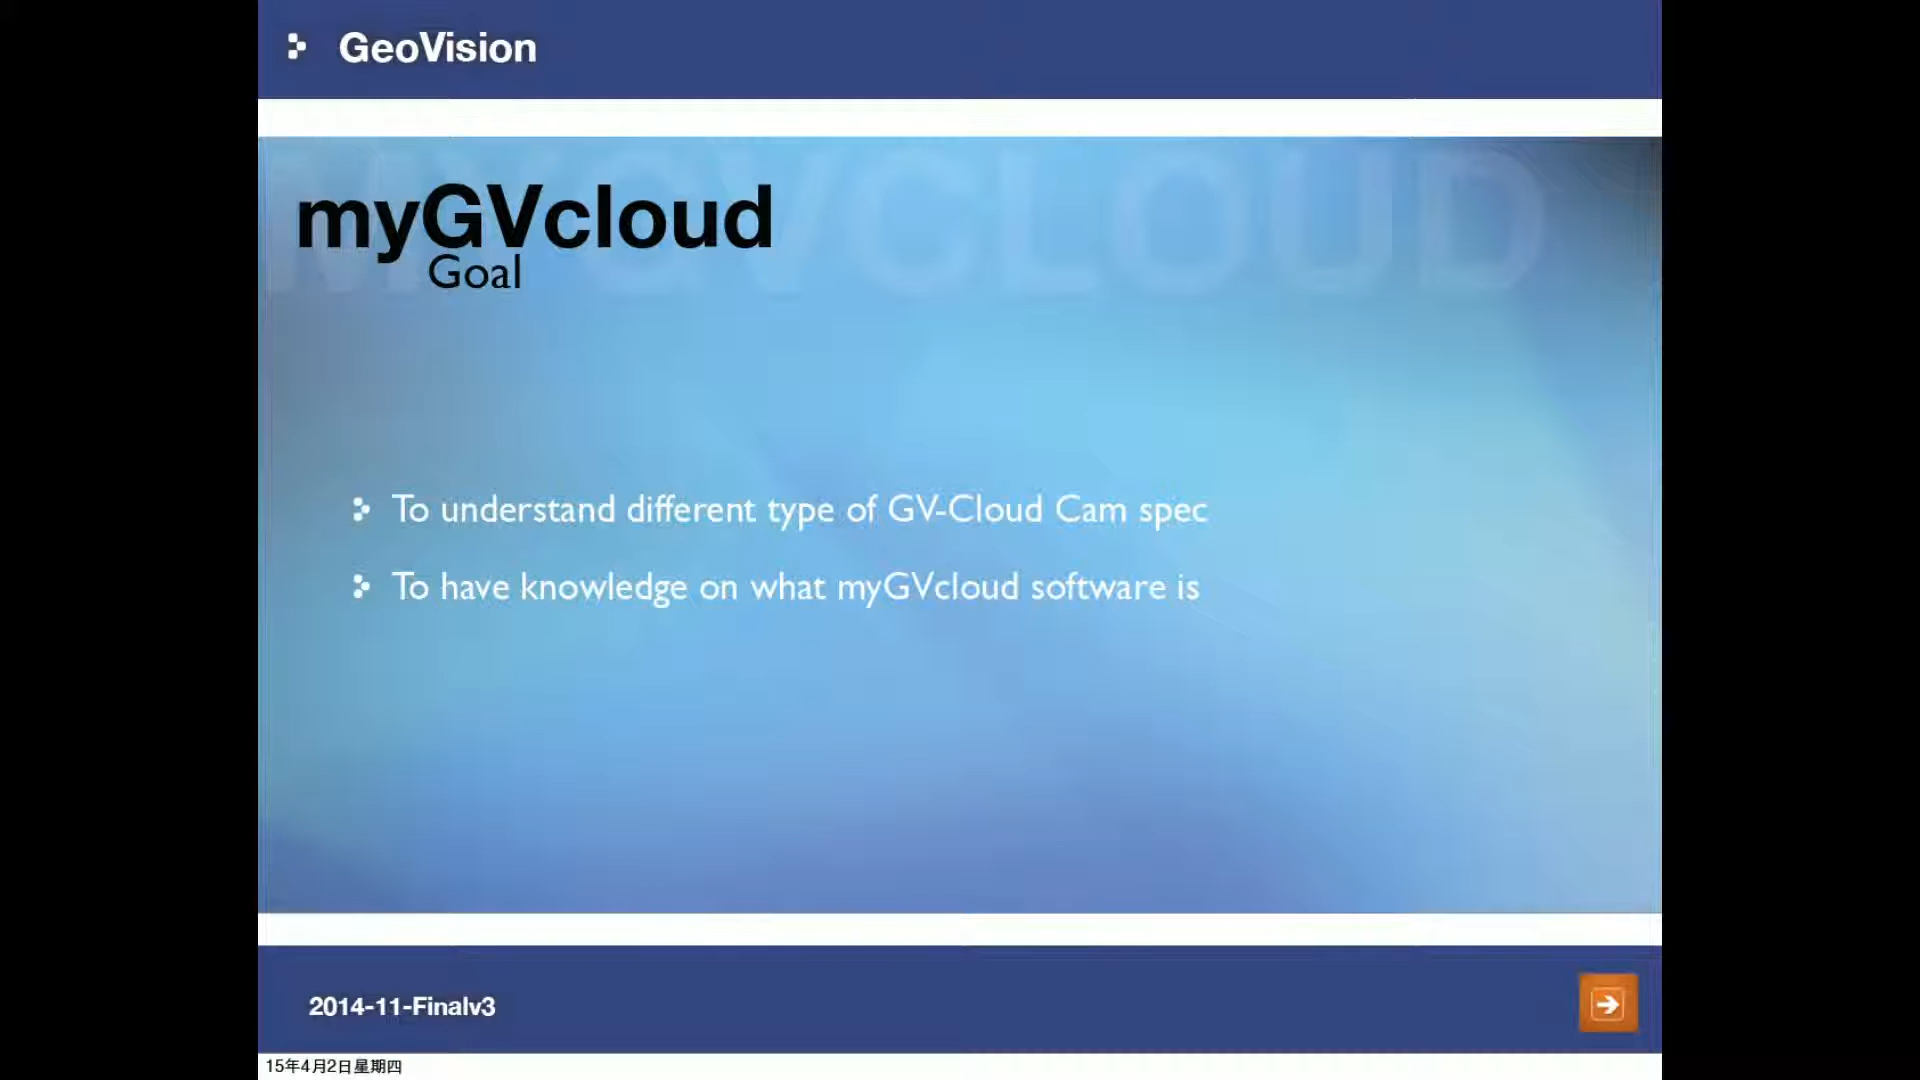 GeoVision
MYGVCLOUD
myGVcloud
Goal
To understand different type of GV-Cloud Cam spec
To have knowledge on what myGVcloud software is
2014-11-Finalv3
15年4月2日星期四